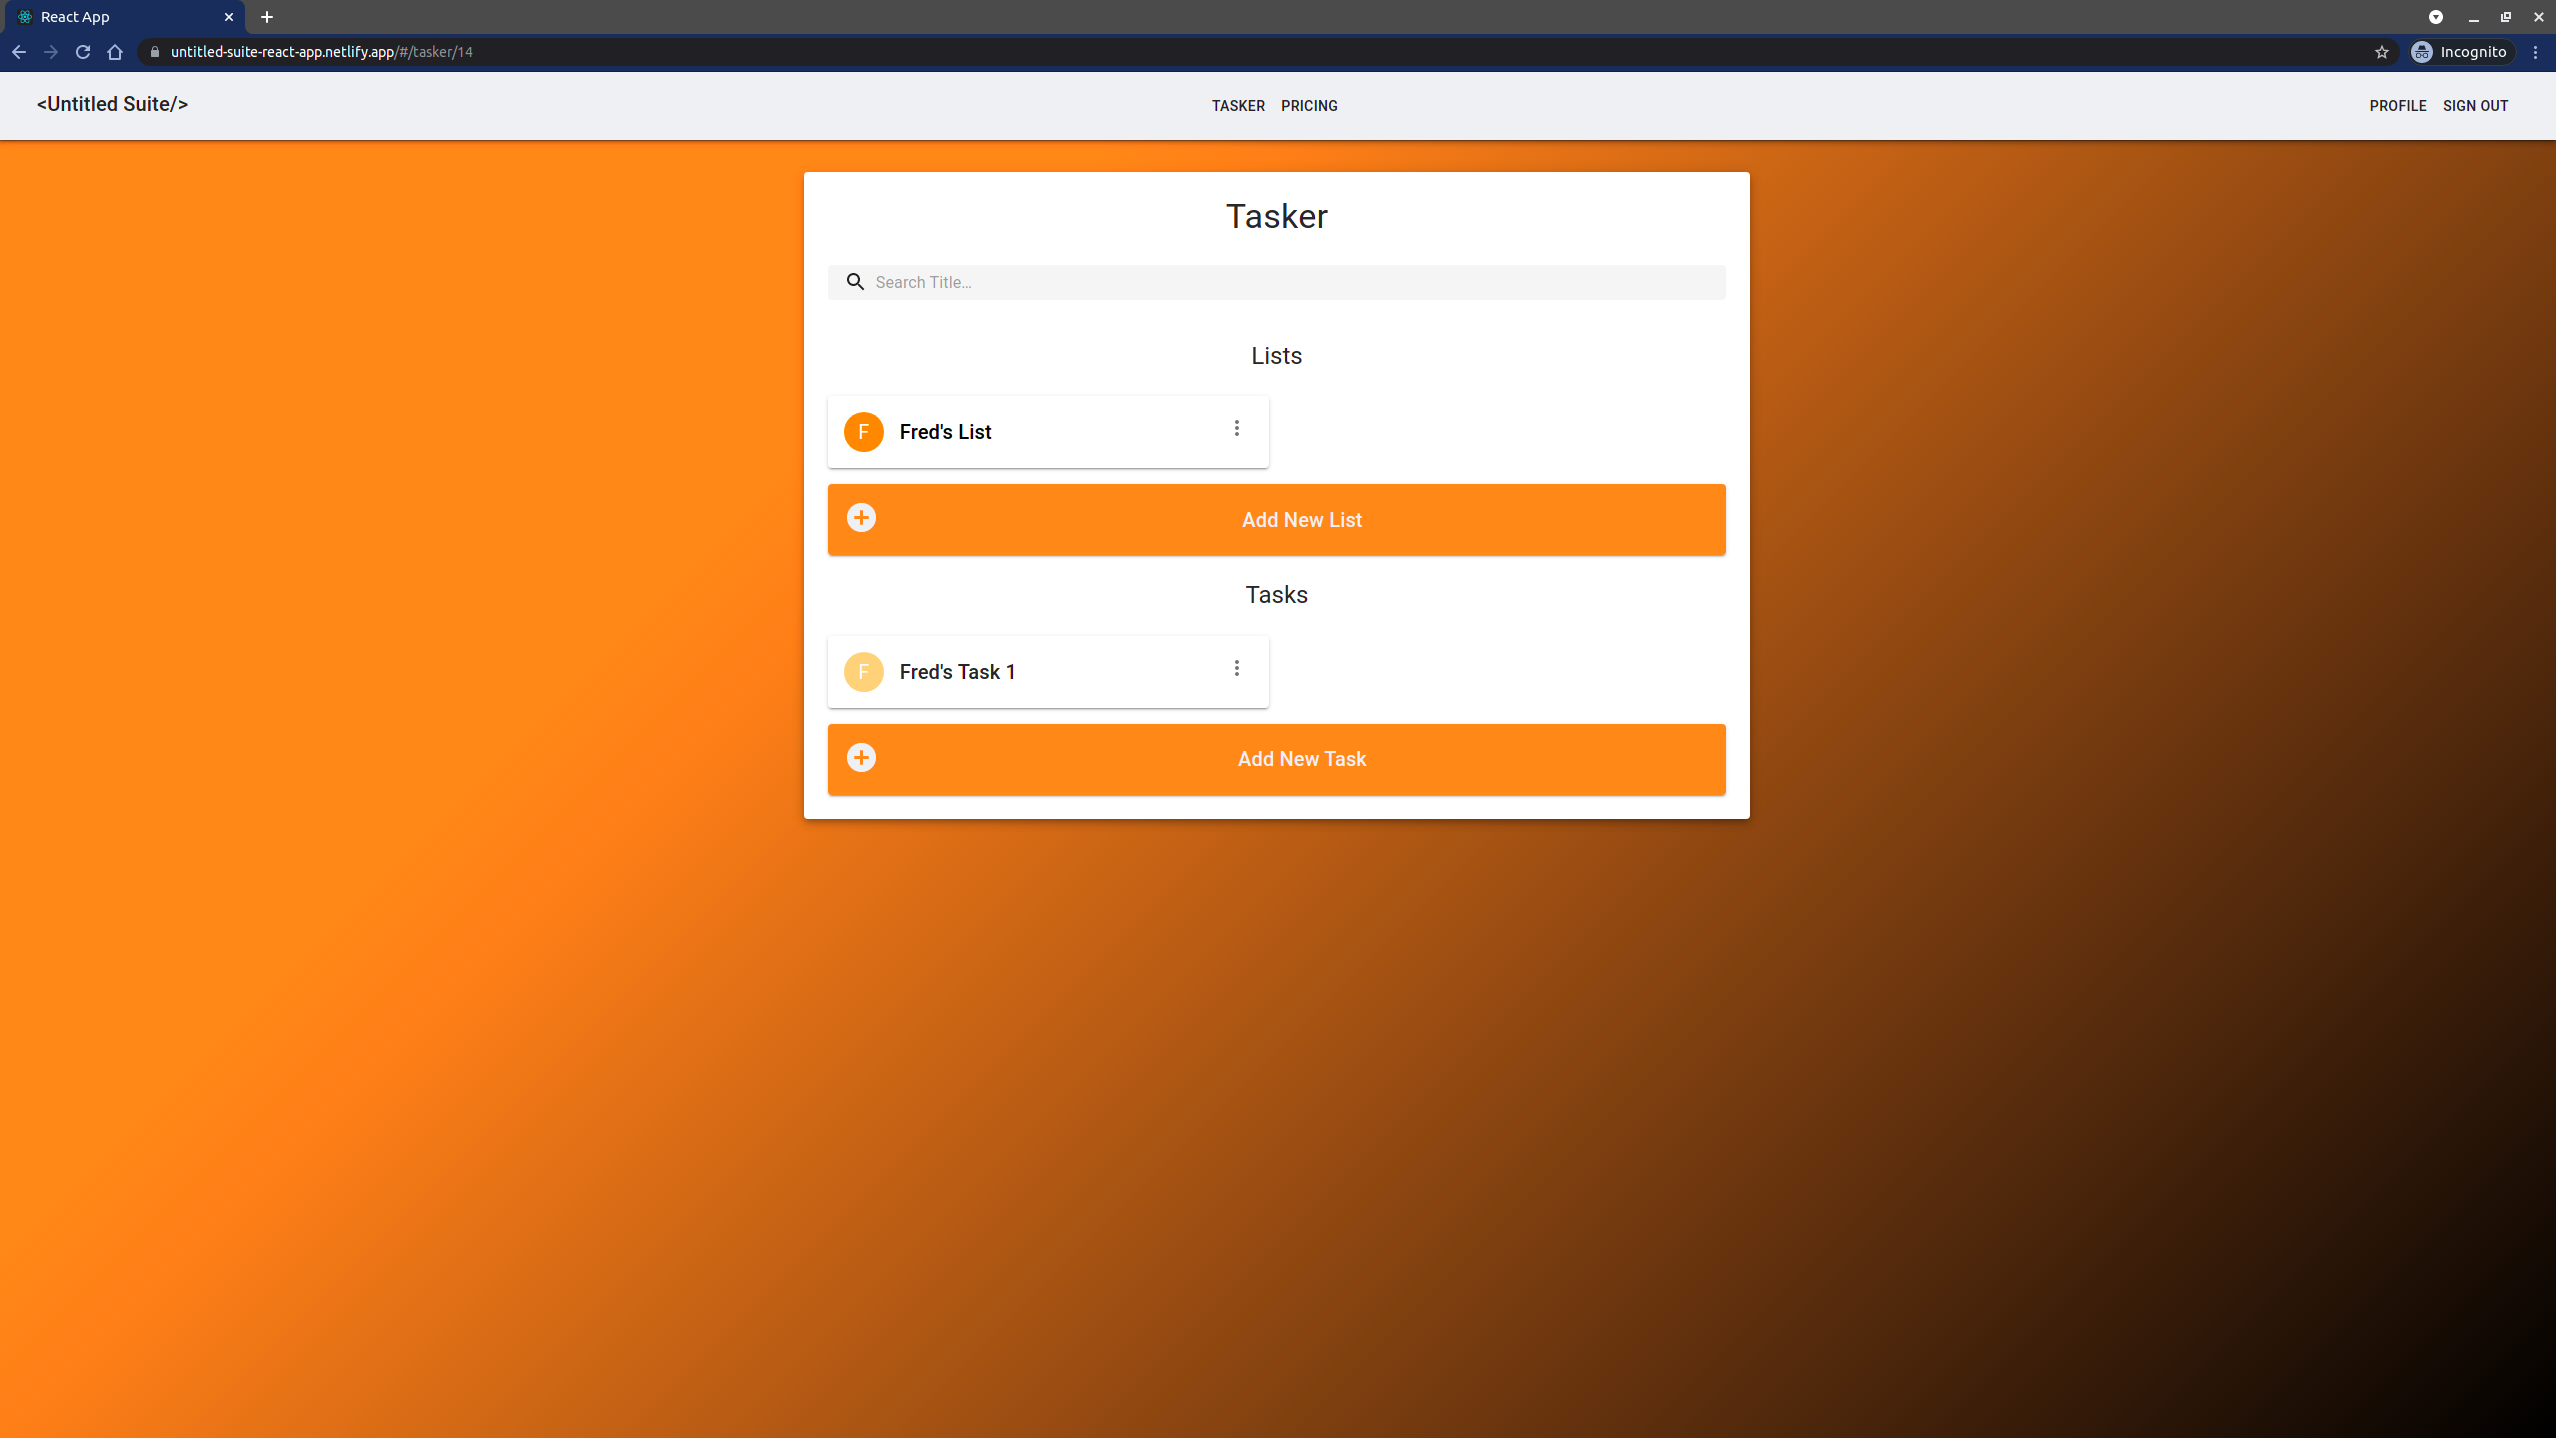 React App
untitled-suite-react-app.netlify.app/#/tasker/14
Incognito
<Untitled Suite/>
TASKER PRICING
PROFILE SIGN OUT
Tasker
Search Title...
Lists
F Fred's List
Add New List
Tasks
F Fred's Task 1
Add New Task